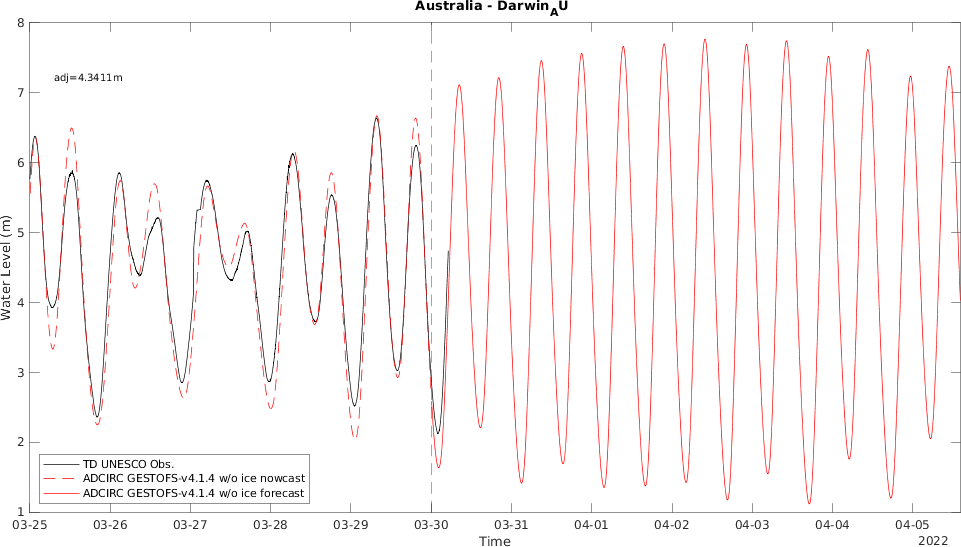 Australia - Darwin_AU
8
adj=4.3411m
7
6
5
4
3
2
1
Water Level (m)
TD UNESCO Obs.
ADCIRC GESTOFS-v4.1.4 w/o ice nowcast
ADCIRC GESTOFS-v4.1.4 w/o ice forecast
03-25 03-26 03-27 03-28 03-29 03-30 03-31 04-01 04-02 04-03 04-04 04-05
Time
2022